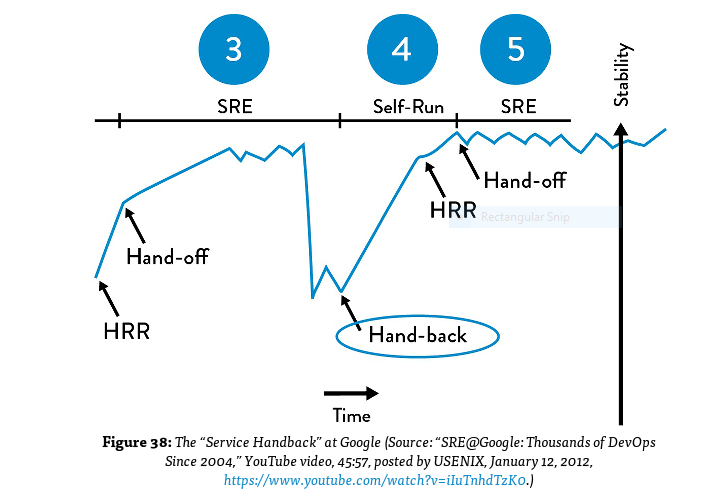 3
4
5
SRE
Self-Run
SRE
Stability
Hand-off
HRR
Rectangular Snip
Hand-off
HRR
Hand-back
Time
Figure 38: The “Service Handback” at Google (Source: “SRE@Google: Thousands of DevOps
Since 2004,” YouTube video, 45:57, posted by USENIX, January 12, 2012,
https://www.youtube.com/watch?v=iIuTnhdTzK0.)